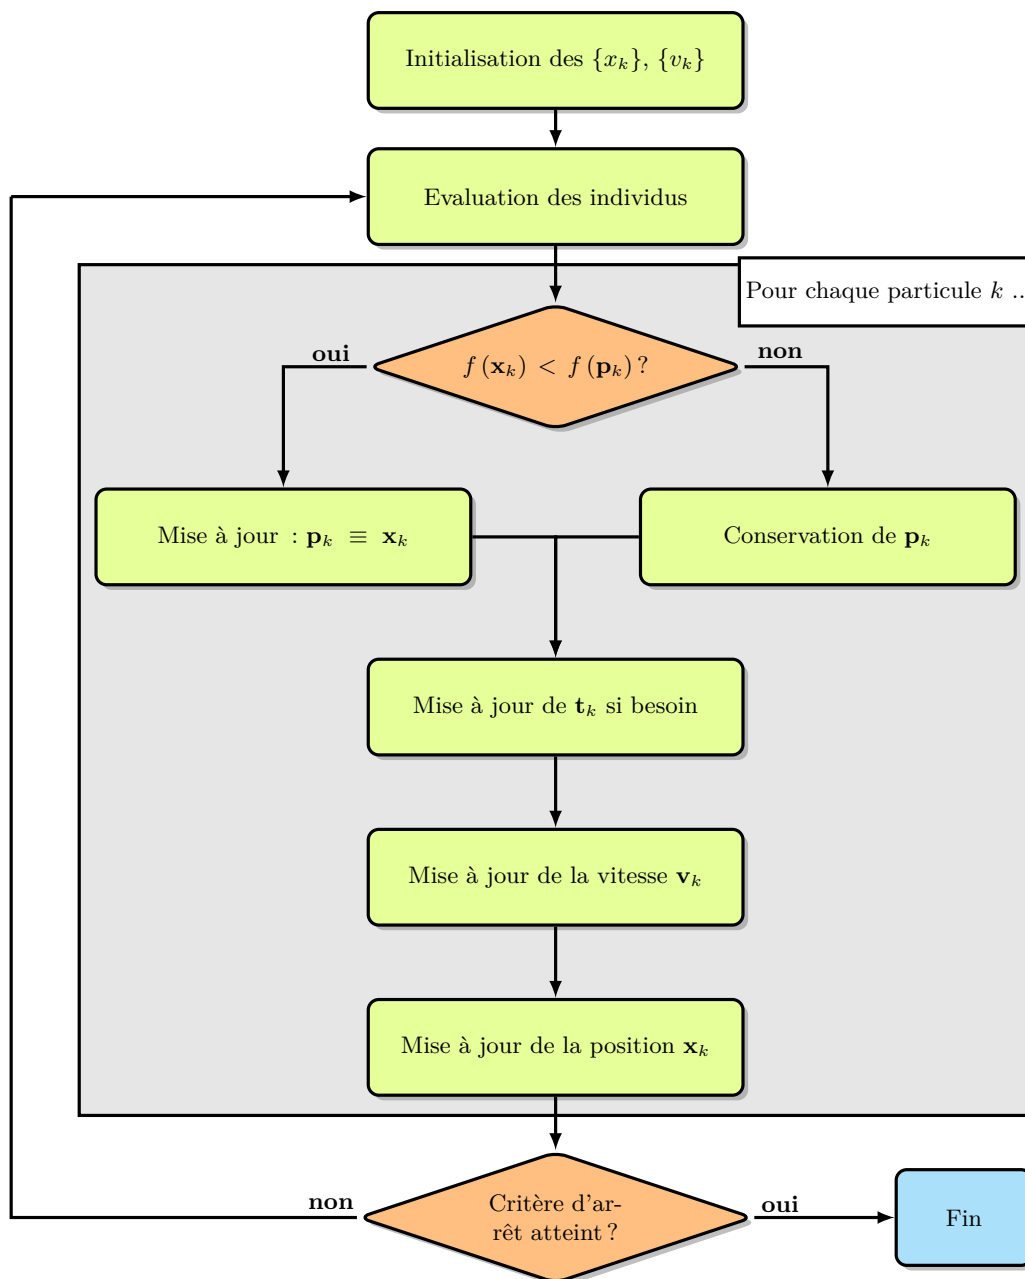 Initialisation des {x_k}, {v_k}
Evaluation des individus
Pour chaque particule k ..
oui
f (x_k) < f (p_k) ?
non
Mise à jour : p_k ≡ x_k
Conservation de p_k
Mise à jour de t_k si besoin
Mise à jour de la vitesse v_k
Mise à jour de la position x_k
non
Critère d'ar-
rêt atteint ?
oui
Fin